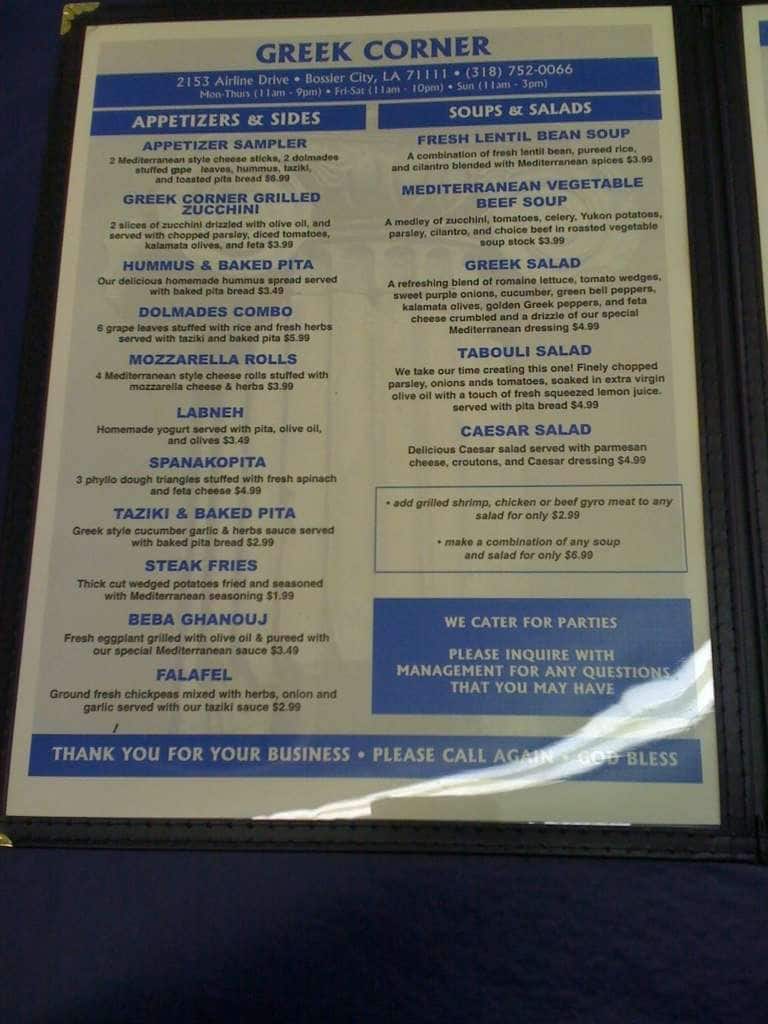 GREEK CORNER
2153 Airline Drive • Bossier City, LA 71111 • (318) 752-0066
Mon-Thurs (11am - 9pm) • Fri-Sat (11am - 10pm) • Sun (11am - 3pm)
APPETIZERS & SIDES
APPETIZER SAMPLER
2 Mediterranean style cheese sticks, 2 dolmades
stuffed gpe leaves, hummus, taziki,
and toasted pita bread $6.99
GREEK CORNER GRILLED
ZUCCHINI
2 slices of zucchini drizzled with olive oil, and
served with chopped parsley, diced tomatoes,
kalamata olives, and feta $3.99
HUMMUS & BAKED PITA
Our delicious homemade hummus spread served
with baked pita bread $3.49
DOLMADES COMBO
6 grape leaves stuffed with rice and fresh herbs
served with taziki and baked pita $5.99
MOZZARELLA ROLLS
4 Mediterranean style cheese rolls stuffed with
mozzarella cheese & herbs $3.99
LABNEH
Homemade yogurt served with pita, olive oil,
and olives $3.49
SPANAKOPITA
3 phyllo dough triangles stuffed with fresh spinach
and feta cheese $4.99
TAZIKI & BAKED PITA
Greek style cucumber garlic & herbs sauce served
with baked pita bread $2.99
STEAK FRIES
Thick cut wedged potatoes fried and seasoned
with Mediterranean seasoning $1.99
BEBA GHANOUJ
Fresh eggplant grilled with olive oil & pureed with
our special Mediterranean sauce $3.49
FALAFEL
Ground fresh chickpeas mixed with herbs, onion and
garlic served with our taziki sauce $2.99
SOUPS & SALADS
FRESH LENTIL BEAN SOUP
A combination of fresh lentil bean, pureed rice,
and cilantro blended with Mediterranean spices $3.99
MEDITERRANEAN VEGETABLE
BEEF SOUP
A medley of zucchini, tomatoes, celery, Yukon potatoes,
parsley, cilantro, and choice beef in roasted vegetable
soup stock $3.99
GREEK SALAD
A refreshing blend of romaine lettuce, tomato wedges,
sweet purple onions, cucumber, green bell peppers,
kalamata olives, golden Greek peppers, and feta
cheese crumbled and a drizzle of our special
Mediterranean dressing $4.99
TABOULI SALAD
We take our time creating this one! Finely chopped
parsley, onions ands tomatoes, soaked in extra virgin
olive oil with a touch of fresh squeezed lemon juice.
served with pita bread $4.99
CAESAR SALAD
Delicious Caesar salad served with parmesan
cheese, croutons, and Caesar dressing $4.99
• add grilled shrimp, chicken or beef gyro meat to any
salad for only $2.99
• make a combination of any soup
and salad for only $6.99
WE CATER FOR PARTIES
PLEASE INQUIRE WITH
MANAGEMENT FOR ANY QUESTIONS
THAT YOU MAY HAVE
THANK YOU FOR YOUR BUSINESS • PLEASE CALL AGAIN • GOD BLESS